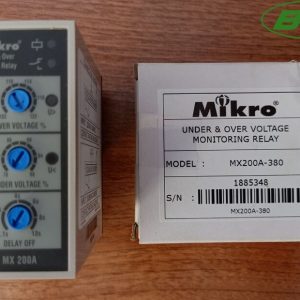 Mikro®
Over
Relay
OVER VOLTAGE %
UNDER VOLTAGE %
DELAY OFF
MX 200A
Mikro®
UNDER & OVER VOLTAGE
MONITORING RELAY
MODEL : MX200A-380
1885348
S/N :
MX200A-380